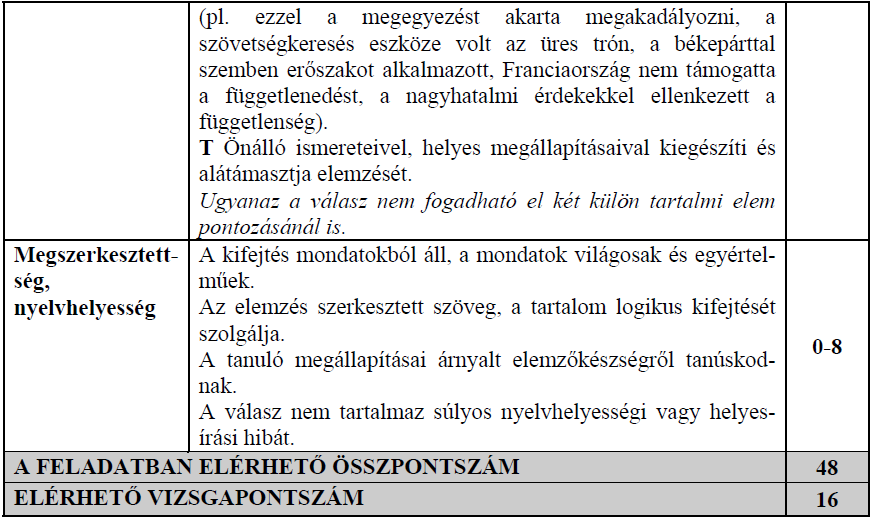 (pl. ezzel a megegyezést akarta megakadályozni, a
szövetségkeresés eszköze volt az üres trón, a békepárttal
szemben erőszakot alkalmazott, Franciaország nem támogatta
a függetlenedést, a nagyhatalmi érdekekkel ellenkezett a
függetlenség).
T Önálló ismereteivel, helyes megállapításaival kiegészíti és
alátámasztja elemzését.
Ugyanaz a válasz nem fogadható el két külön tartalmi elem
pontozásánál is.
Megszerkesztett-
ség,
nyelvhelyesség
A kifejtés mondatokból áll, a mondatok világosak és egyértel-
műek.
Az elemzés szerkesztett szöveg, a tartalom logikus kifejtését
szolgálja.
A tanuló megállapításai árnyalt elemzőkészségről tanúskod-
nak.
A válasz nem tartalmaz súlyos nyelvhelyességi vagy helyes-
írási hibát.
0-8
A FELADATBAN ELÉRHETŐ ÖSSZPONTSZÁM 48
ELÉRHETŐ VIZSGAPONTSZÁM 16